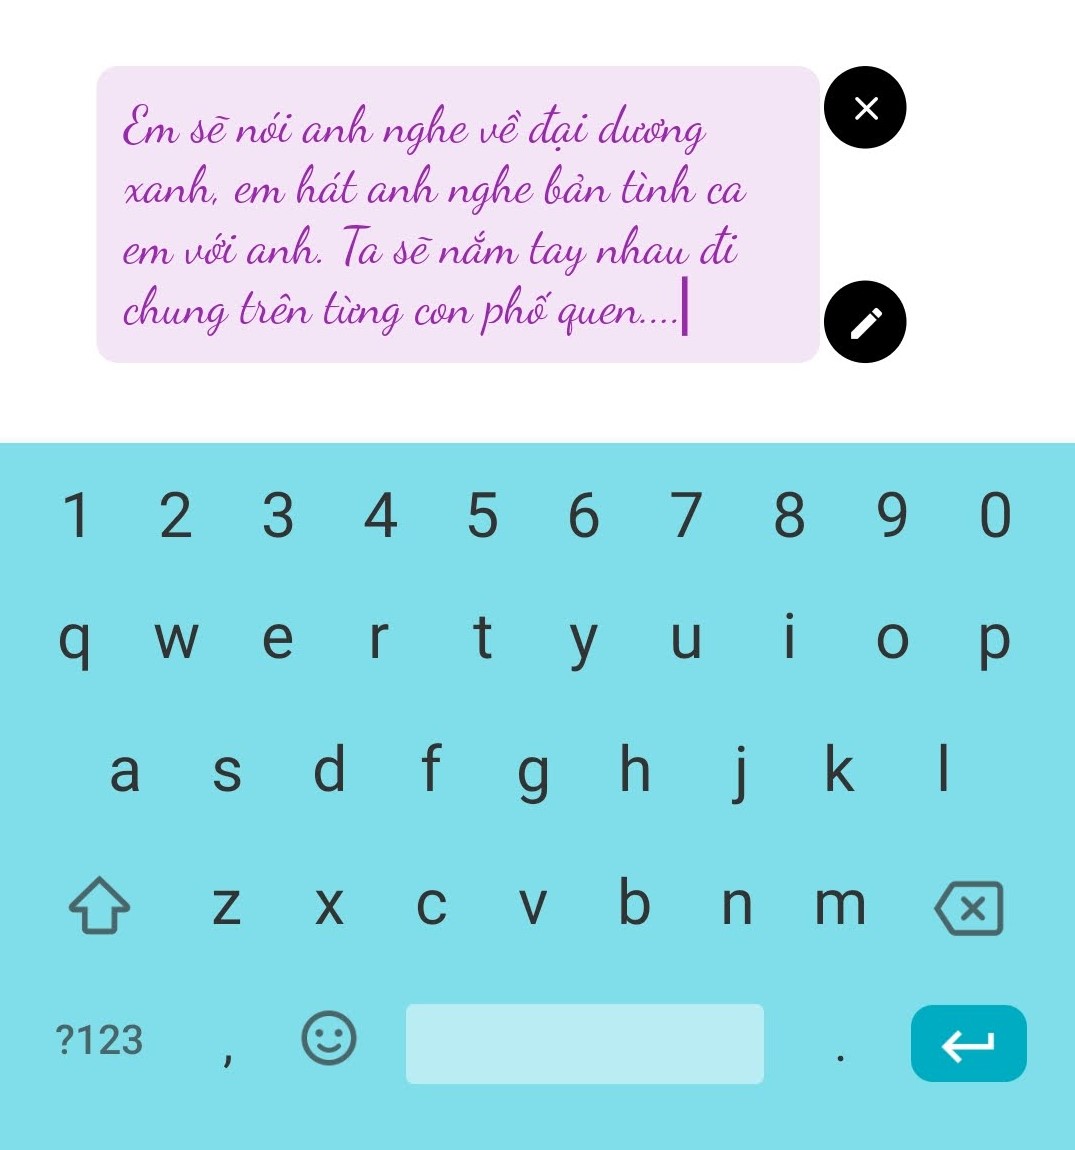 Em sẽ nói anh nghe về đại dương
xanh, em hát anh nghe bản tình ca
em với anh. Ta sẽ nắm tay nhau đi
chung trên từng con phố quen....
1 2 3 4 5 6 7 8 9 0
q w e r t y u i o p
a s d f g h j k l
z x c v b n m
?123 , .